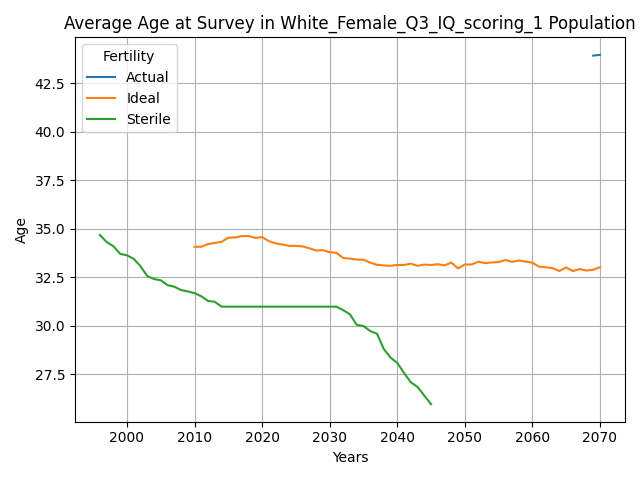 Average Age at Survey in White_Female_Q3_IQ_scoring_1 Population
Fertility
Actual
Ideal
Sterile
Age
42.5
40.0
37.5
35.0
32.5
30.0
27.5
2000 2010 2020 2030 2040 2050 2060 2070
Years